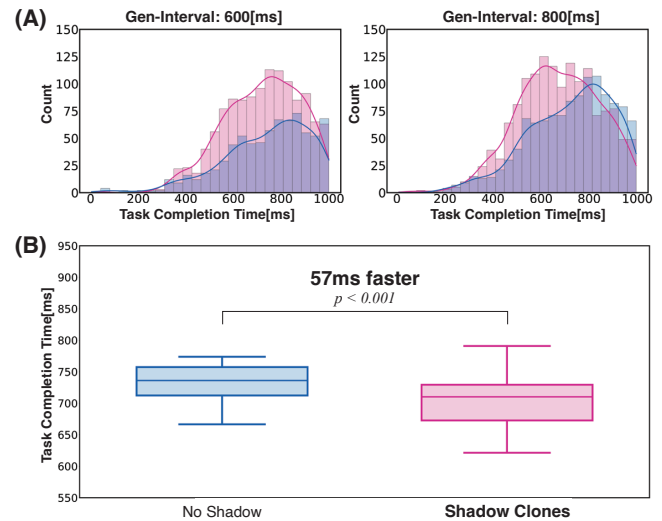 (A)
Gen-Interval: 600[ms]
Gen-Interval: 800[ms]
150
125
100
75
50
25
0
Count
0 200 400 600 800 1000
Task Completion Time[ms]
150
125
100
75
50
25
0
Count
0 200 400 600 800 1000
Task Completion Time[ms]
(B)
950
900
850
800
750
700
650
600
550
Task Completion Time[ms]
57ms faster
p < 0.001
No Shadow
Shadow Clones